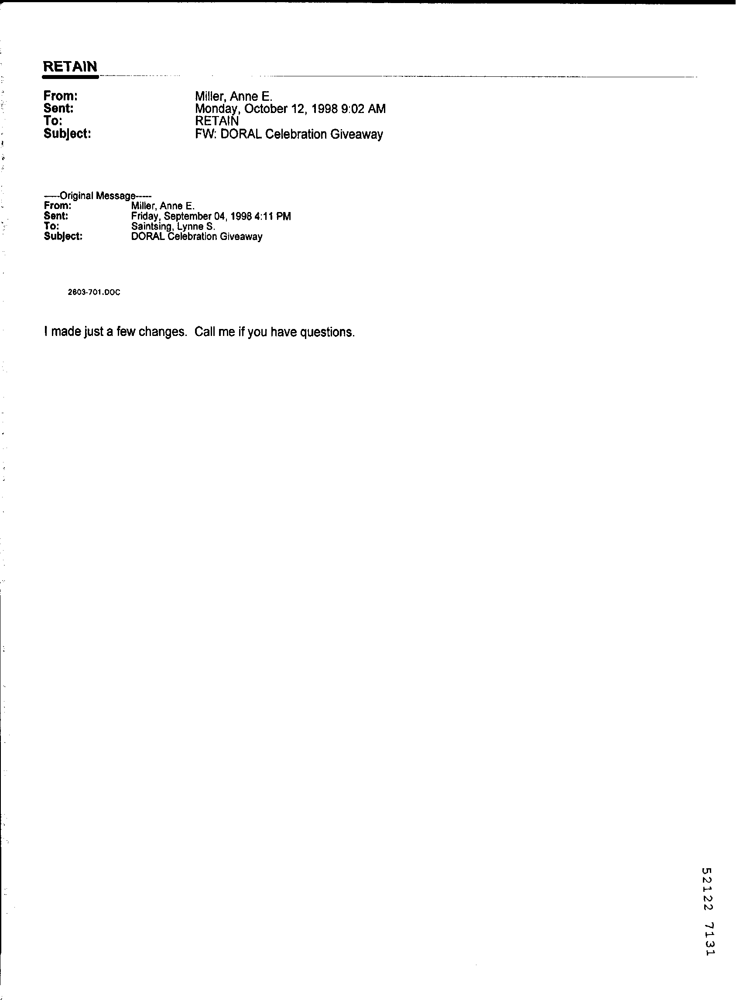 RETAIN
From: Miller, Anne E.
Sent: Monday, October 12, 1998 9:02 AM
To: RETAIN
Subject: FW: DORAL Celebration Giveaway
-----Original Message-----
From: Miller, Anne E.
Sent: Friday, September 04, 1998 4:11 PM
To: Saintsing, Lynne S.
Subject: DORAL Celebration Giveaway
2603-701.DOC
I made just a few changes.  Call me if you have questions.
52122 7131